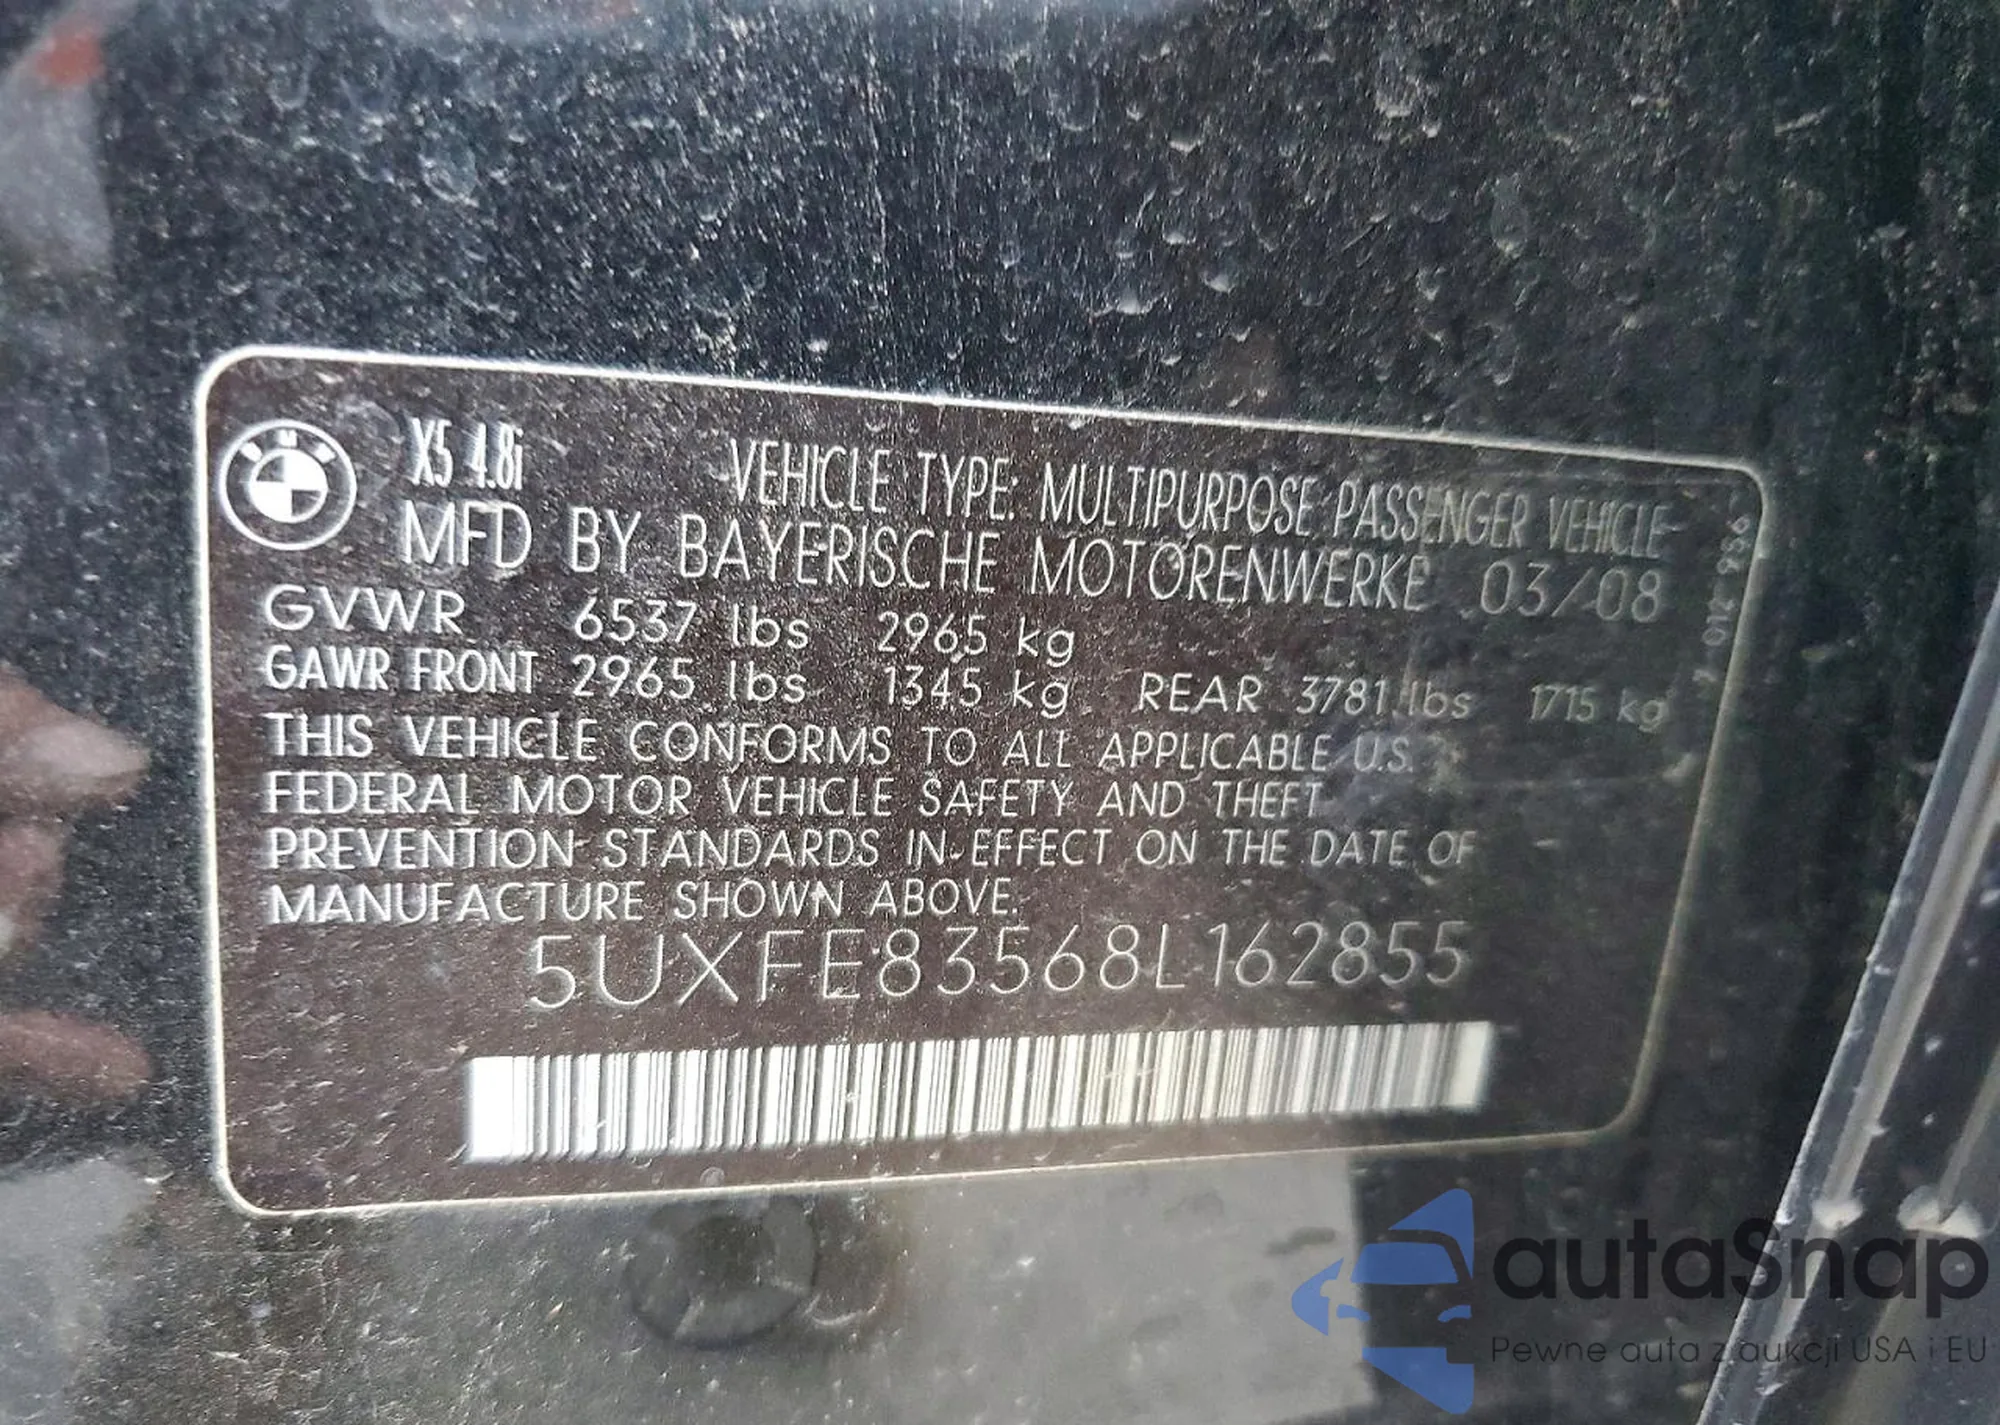 BMW
X5 4.8i
VEHICLE TYPE: MULTIPURPOSE PASSENGER VEHICLE
MFD BY BAYERISCHE MOTORENWERKE 03/08
GVWR 6537 lbs 2965 kg
GAWR FRONT 2965 lbs 1345 kg REAR 3781 lbs 1715 kg
THIS VEHICLE CONFORMS TO ALL APPLICABLE U.S.
FEDERAL MOTOR VEHICLE SAFETY AND THEFT
PREVENTION STANDARDS IN EFFECT ON THE DATE OF
MANUFACTURE SHOWN ABOVE.
5UXFE83568L162855
autaSnap
Pewne auta z aukcji USA i EU